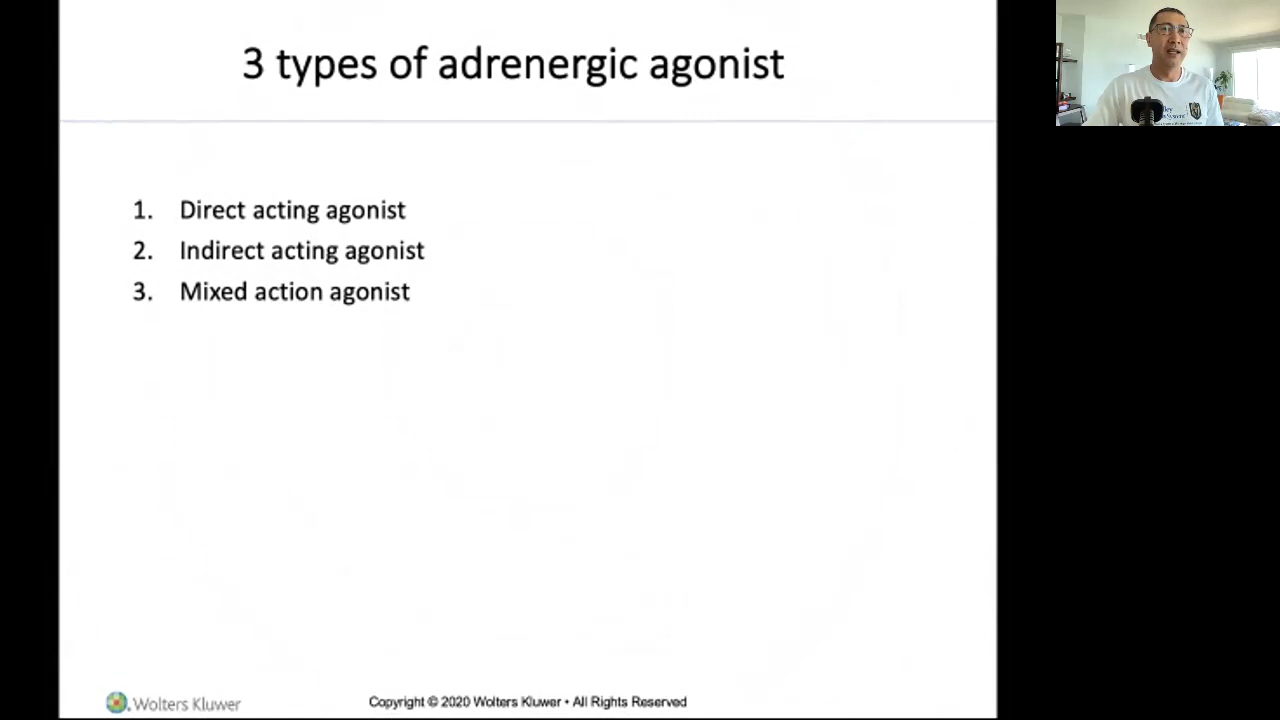 3 types of adrenergic agonist
1. Direct acting agonist
2. Indirect acting agonist
3. Mixed action agonist
Wolters Kluwer
Copyright © 2020 Wolters Kluwer • All Rights Reserved